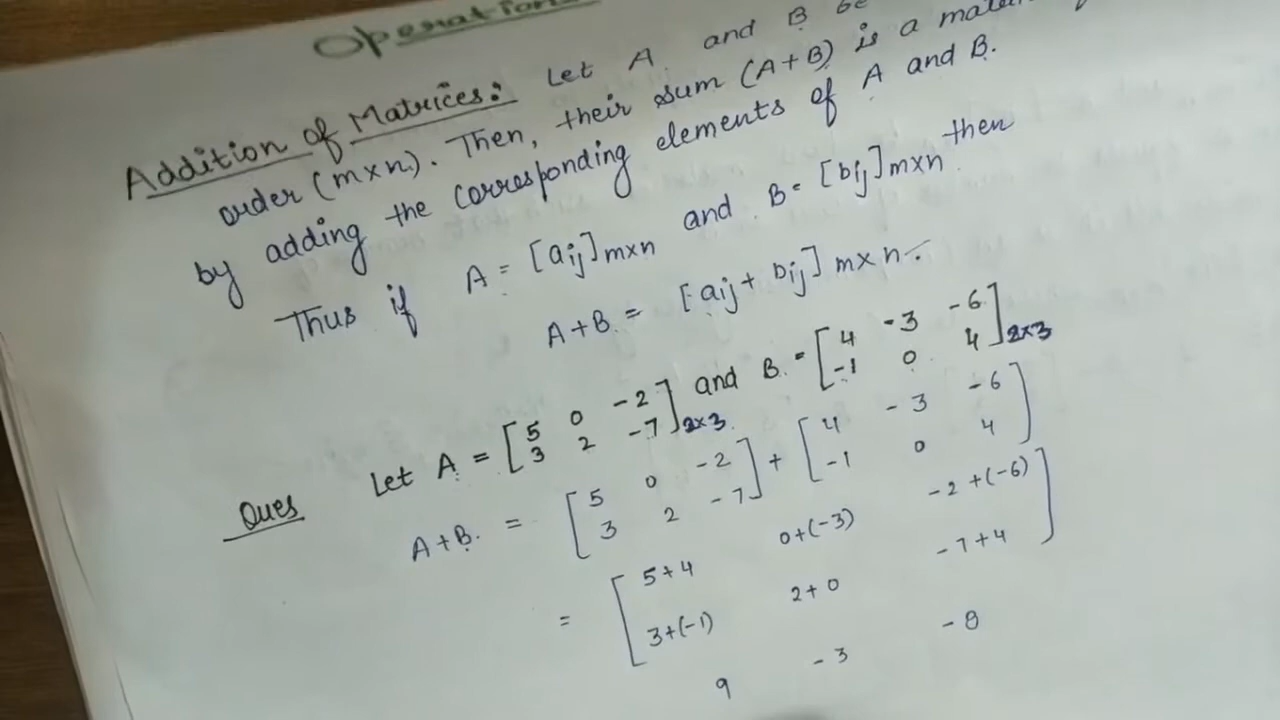 Operation
Addition of Matrices: Let A and B be
order (m×n). Then, their sum (A+B) is a
by adding the corresponding elements of A and B.
Thus if A = [aij]m×n and B = [bij]m×n then
A+B = [aij + bij] m×n.
Ques Let A = [5 0 -2
3 2 -7]2×3 and B = [4 -3 -6
-1 0 4]2×3
A+B = [5 0 -2
3 2 -7] + [4 -3 -6
-1 0 4]
= [5+4 0+(-3) -2+(-6)
3+(-1) 2+0 -7+4]
9 -3 -8